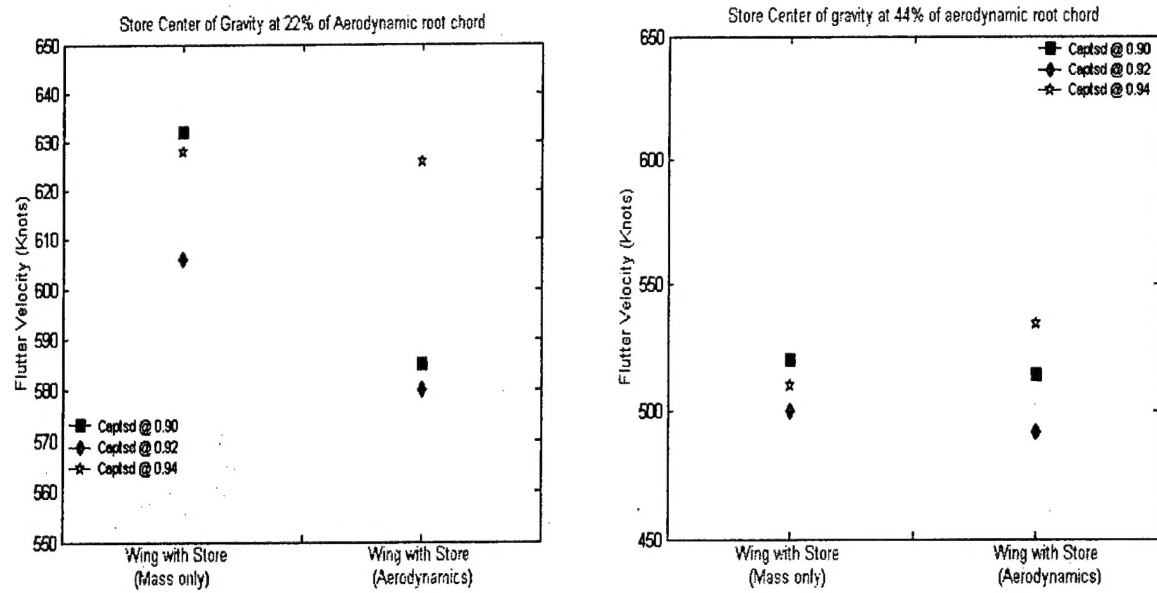 Store Center of Gravity at 22% of Aerodynamic root chord
650
640
630
620
610
600
590
580
570
560
550
Flutter Velocity (Knots)
Captsd @ 0.90
Captsd @ 0.92
Captsd @ 0.94
Wing with Store
(Mass only)
Wing with Store
(Aerodynamics)
Store Center of gravity at 44% of aerodynamic root chord
650
600
550
500
450
Flutter Velocity (Knots)
Captsd @ 0.90
Captsd @ 0.92
Captsd @ 0.94
Wing with Store
(Mass only)
Wing with Store
(Aerodynamics)